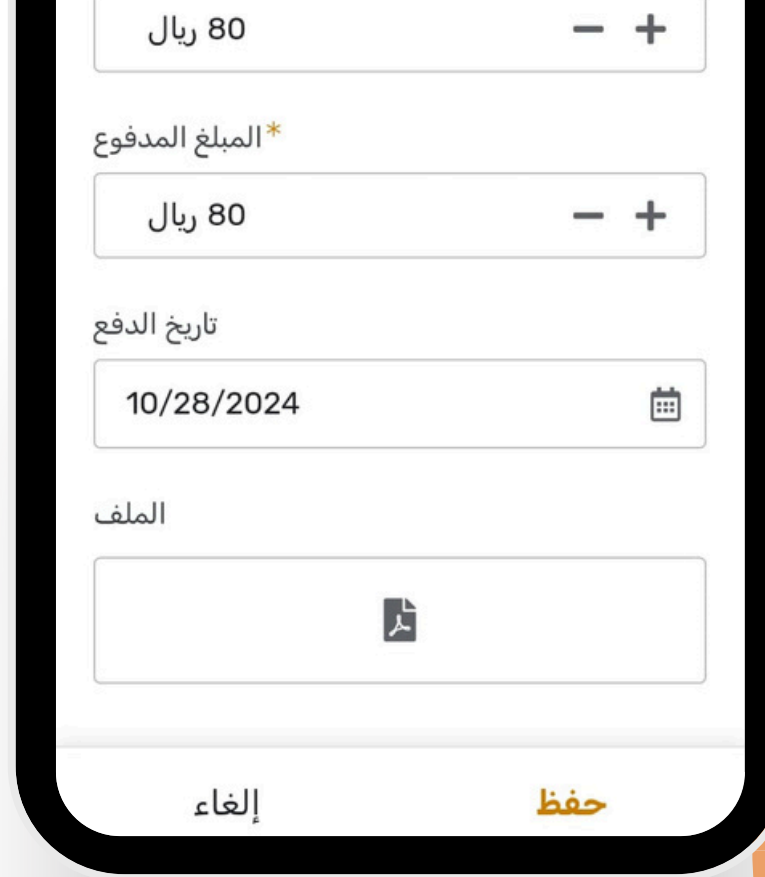 80 ريال
المبلغ المدفوع*
80 ريال
تاريخ الدفع
10/28/2024
الملف
إلغاء
حفظ